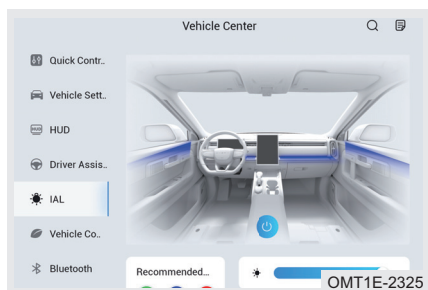 Vehicle Center
Quick Contr..
Vehicle Sett..
HUD
HUD
Driver Assis..
IAL
Vehicle Co..
Bluetooth
Recommended...
OMT1E-2325